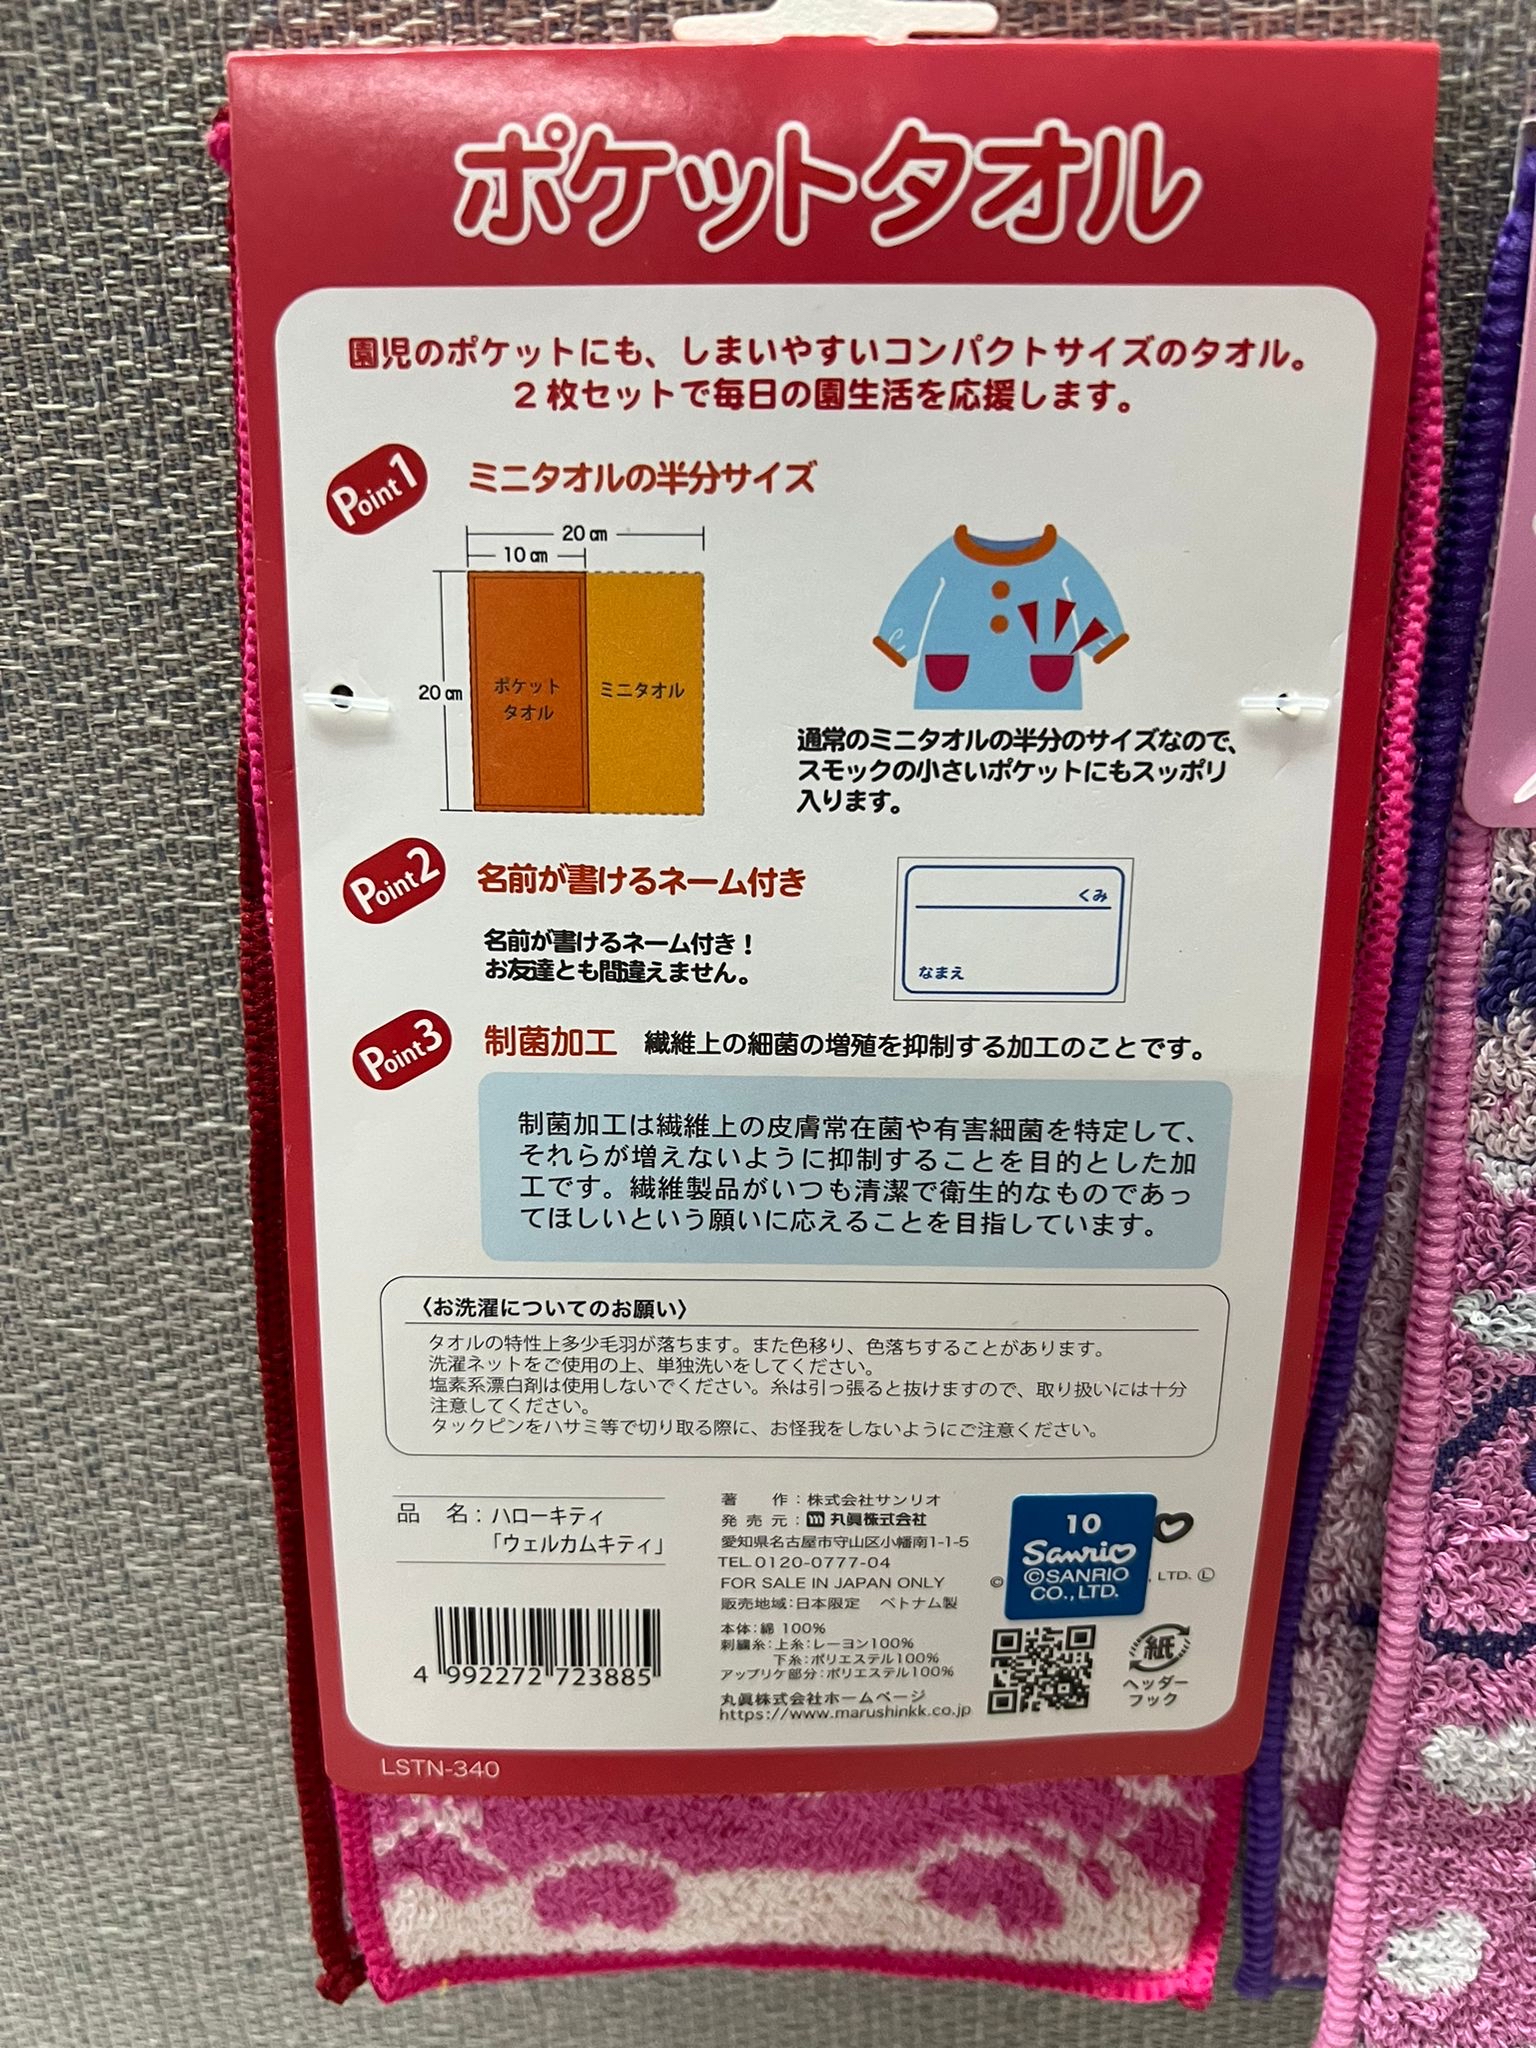 ポケットタオル
園児のポケットにも、しまいやすいコンパクトサイズのタオル。
2枚セットで毎日の園生活を応援します。
Point1 ミニタオルの半分サイズ
20㎝
10㎝
20㎝
ポケット
タオル
ミニタオル
通常のミニタオルの半分のサイズなので、
スモックの小さいポケットにもスッポリ
入ります。
Point2 名前が書けるネーム付き
名前が書けるネーム付き！
お友達とも間違えません。
くみ
なまえ
Point3 制菌加工 繊維上の細菌の増殖を抑制する加工のことです。
制菌加工は繊維上の皮膚常在菌や有害細菌を特定して、
それらが増えないように抑制することを目的とした加
工です。繊維製品がいつも清潔で衛生的なものであっ
てほしいという願いに応えることを目指しています。
〈お洗濯についてのお願い〉
タオルの特性上多少毛羽が落ちます。また色移り、色落ちすることがあります。
洗濯ネットをご使用の上、単独洗いをしてください。
塩素系漂白剤は使用しないでください。糸は引っ張ると抜けますので、取り扱いには十分
注意してください。
タックピンをハサミ等で切り取る際に、お怪我をしないようにご注意ください。
品 名：ハローキティ
「ウェルカムキティ」
4 992272 723885
著 作：株式会社サンリオ
発売元：丸眞株式会社
愛知県名古屋市守山区小幡南1-1-5
TEL.0120-0777-04
FOR SALE IN JAPAN ONLY
販売地域：日本限定 ベトナム製
本体：綿 100%
刺繍糸：上糸：レーヨン100%
下糸：ポリエステル100%
アップリケ部分：ポリエステル100%
丸眞株式会社ホームページ
https://www.marushinkk.co.jp
10
Sanrio
©SANRIO
CO.,LTD.
© , LTD. Ⓛ
紙
ヘッダー
フック
LSTN-340